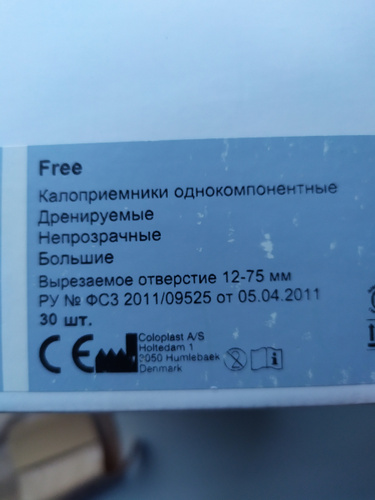 Free
Калоприемники однокомпонентные
Дренируемые
Непрозрачные
Большие
Вырезаемое отверстие 12-75 мм
РУ № ФСЗ 2011/09525 от 05.04.2011
30 шт.
CE
Coloplast A/S
Holtedam 1
3050 Humlebaek
Denmark